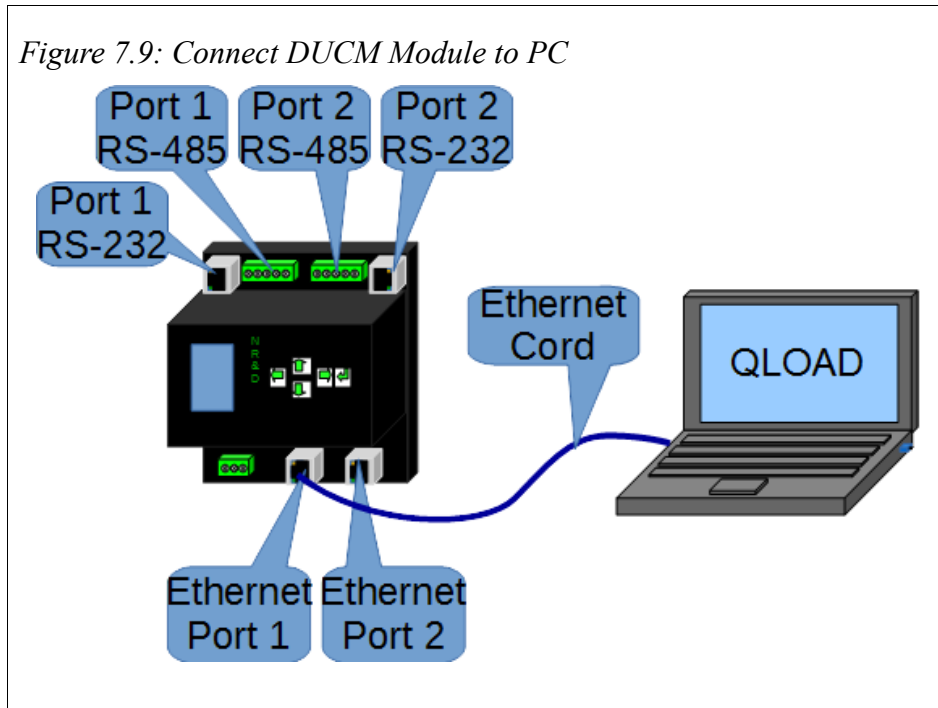 Figure 7.9: Connect DUCM Module to PC
Port 1
RS-485
Port 2
RS-485
Port 2
RS-232
Port 1
RS-232
N
R
&
D
Ethernet
Cord
QLOAD
Ethernet
Port 1
Ethernet
Port 2